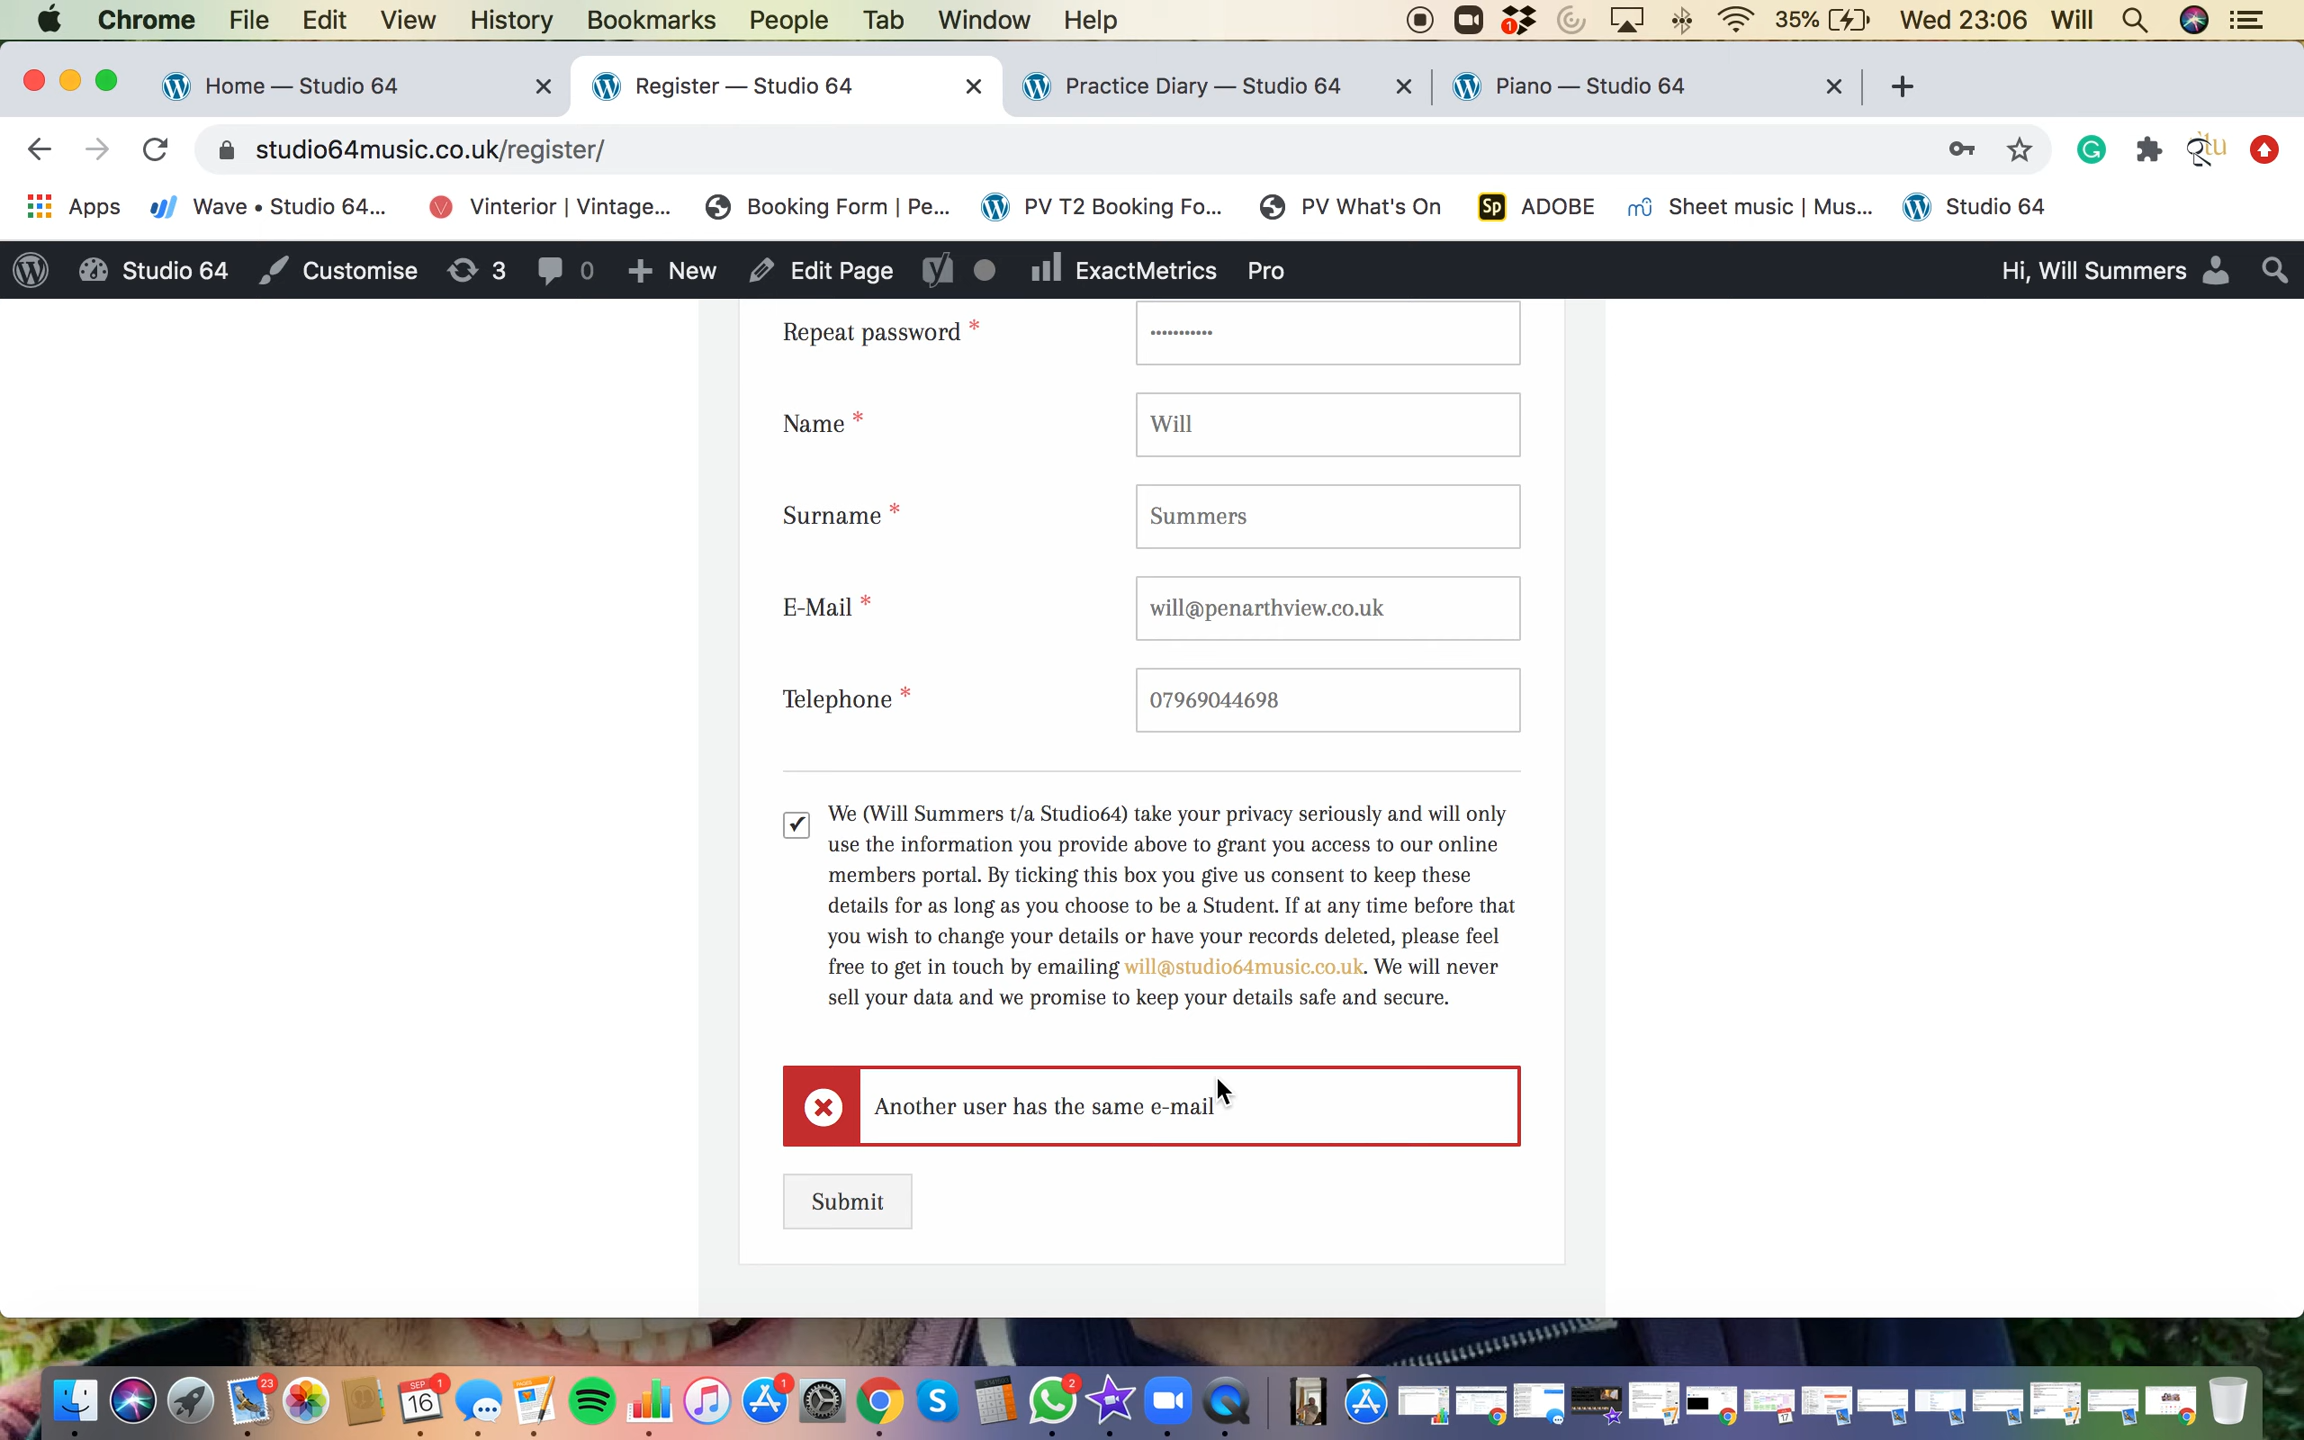 Chrome File Edit View History Bookmarks People Tab Window Help 1 35% Wed 23:06 Will
Home — Studio 64 Register — Studio 64 Practice Diary — Studio 64 Piano — Studio 64
studio64music.co.uk/register/
Apps Wave • Studio 64... Vinterior | Vintage... Booking Form | Pe... PV T2 Booking Fo... PV What's On Sp ADOBE Sheet music | Mus... Studio 64
Studio 64 Customise 3 0 New Edit Page ExactMetrics Pro Hi, Will Summers
Repeat password * •••••••••••
Name * Will
Surname * Summers
E-Mail * will@penarthview.co.uk
Telephone * 07969044698
We (Will Summers t/a Studio64) take your privacy seriously and will only
use the information you provide above to grant you access to our online
members portal. By ticking this box you give us consent to keep these
details for as long as you choose to be a Student. If at any time before that
you wish to change your details or have your records deleted, please feel
free to get in touch by emailing will@studio64music.co.uk. We will never
sell your data and we promise to keep your details safe and secure.
Another user has the same e-mail
Submit
23 SEP 16 1 1 2 17